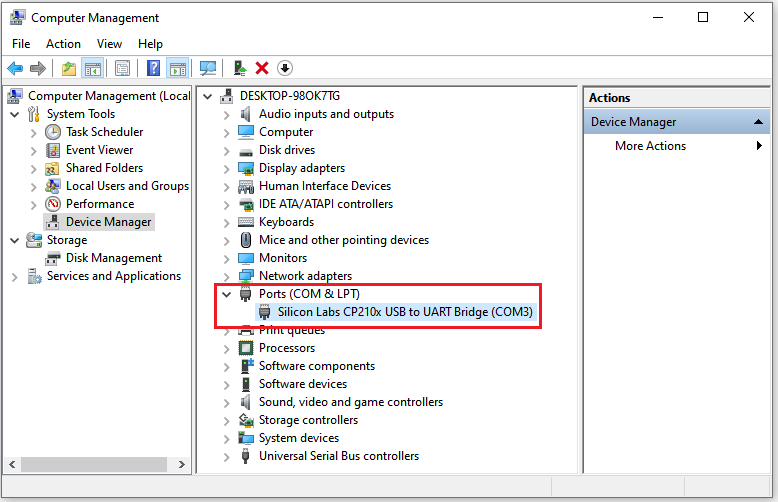 Computer Management
File Action View Help
Computer Management (Local
System Tools
Task Scheduler
Event Viewer
Shared Folders
Local Users and Groups
Performance
Device Manager
Storage
Disk Management
Services and Applications
DESKTOP-98OK7TG
Audio inputs and outputs
Computer
Disk drives
Display adapters
Human Interface Devices
IDE ATA/ATAPI controllers
Keyboards
Mice and other pointing devices
Monitors
Network adapters
Ports (COM & LPT)
Silicon Labs CP210x USB to UART Bridge (COM3)
Print queues
Processors
Software components
Software devices
Sound, video and game controllers
Storage controllers
System devices
Universal Serial Bus controllers
Actions
Device Manager
More Actions